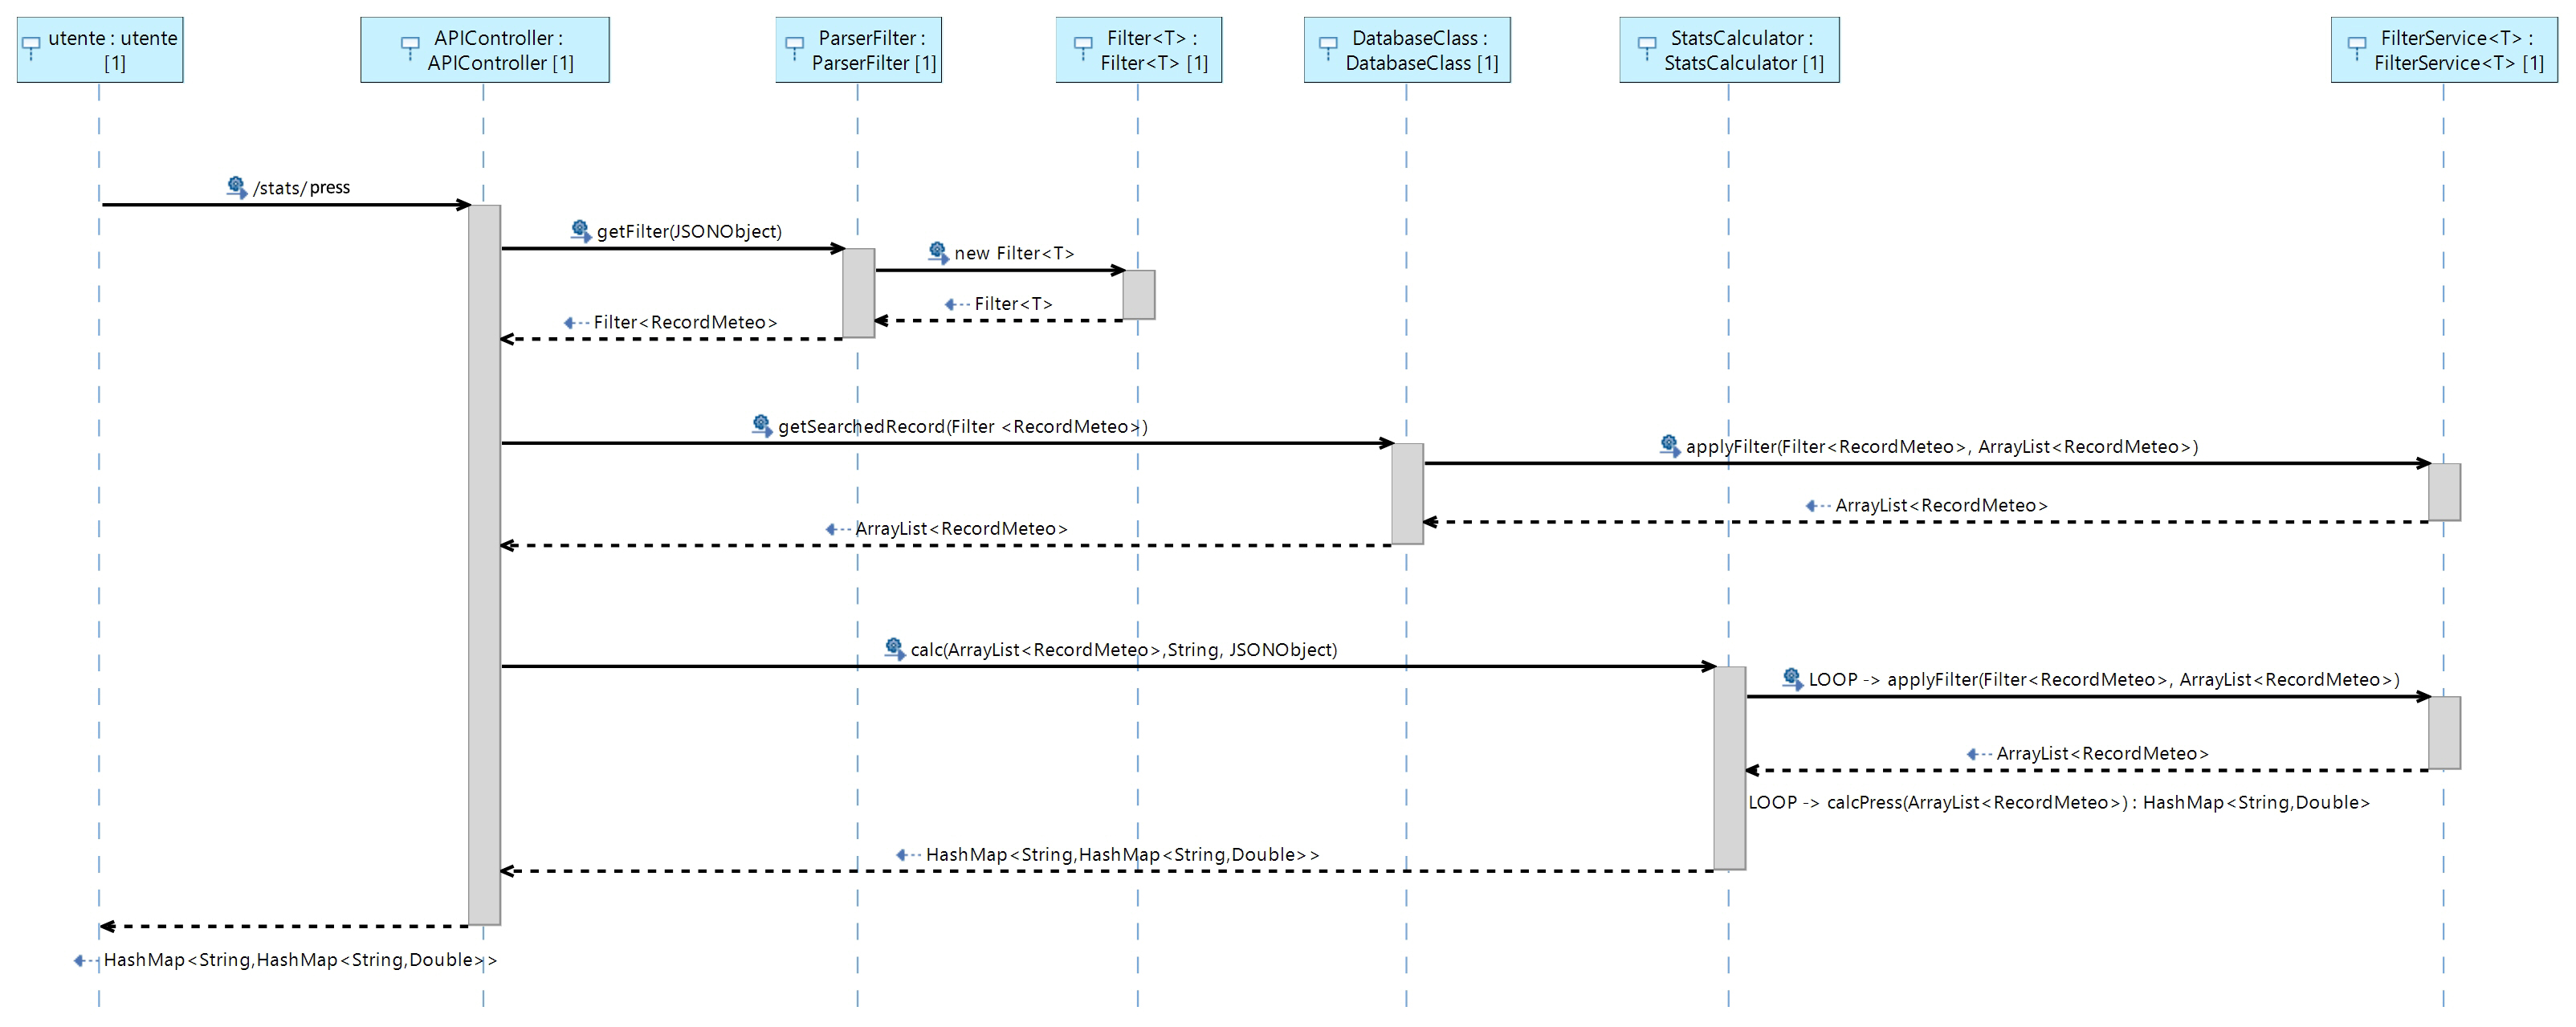 utente : utente
[1]
APIController :
APIController [1]
ParserFilter :
ParserFilter [1]
Filter<T> :
Filter<T> [1]
DatabaseClass :
DatabaseClass [1]
StatsCalculator :
StatsCalculator [1]
FilterService<T> :
FilterService<T> [1]
/stats/press
getFilter(JSONObject)
new Filter<T>
Filter<T>
Filter<RecordMeteo>
getSearchedRecord(Filter <RecordMeteo>)
applyFilter(Filter<RecordMeteo>, ArrayList<RecordMeteo>)
ArrayList<RecordMeteo>
ArrayList<RecordMeteo>
calc(ArrayList<RecordMeteo>,String, JSONObject)
LOOP -> applyFilter(Filter<RecordMeteo>, ArrayList<RecordMeteo>)
ArrayList<RecordMeteo>
LOOP -> calcPress(ArrayList<RecordMeteo>) : HashMap<String,Double>
HashMap<String,HashMap<String,Double>>
HashMap<String,HashMap<String,Double>>